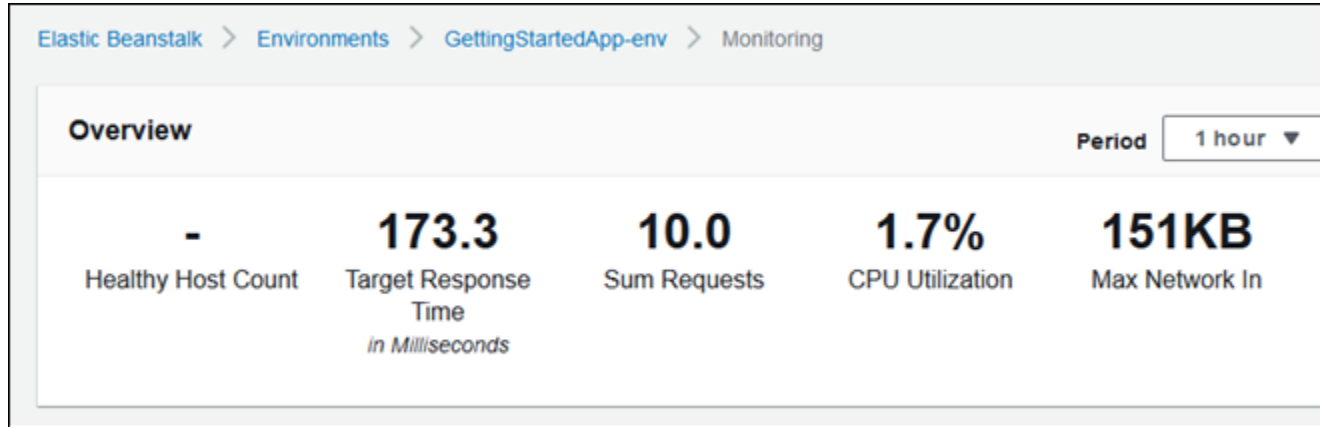 Elastic Beanstalk > Environments > GettingStartedApp-env > Monitoring
Overview
Period 1 hour ▼
- 173.3 10.0 1.7% 151KB
Healthy Host Count Target Response Sum Requests CPU Utilization Max Network In
Time
in Milliseconds